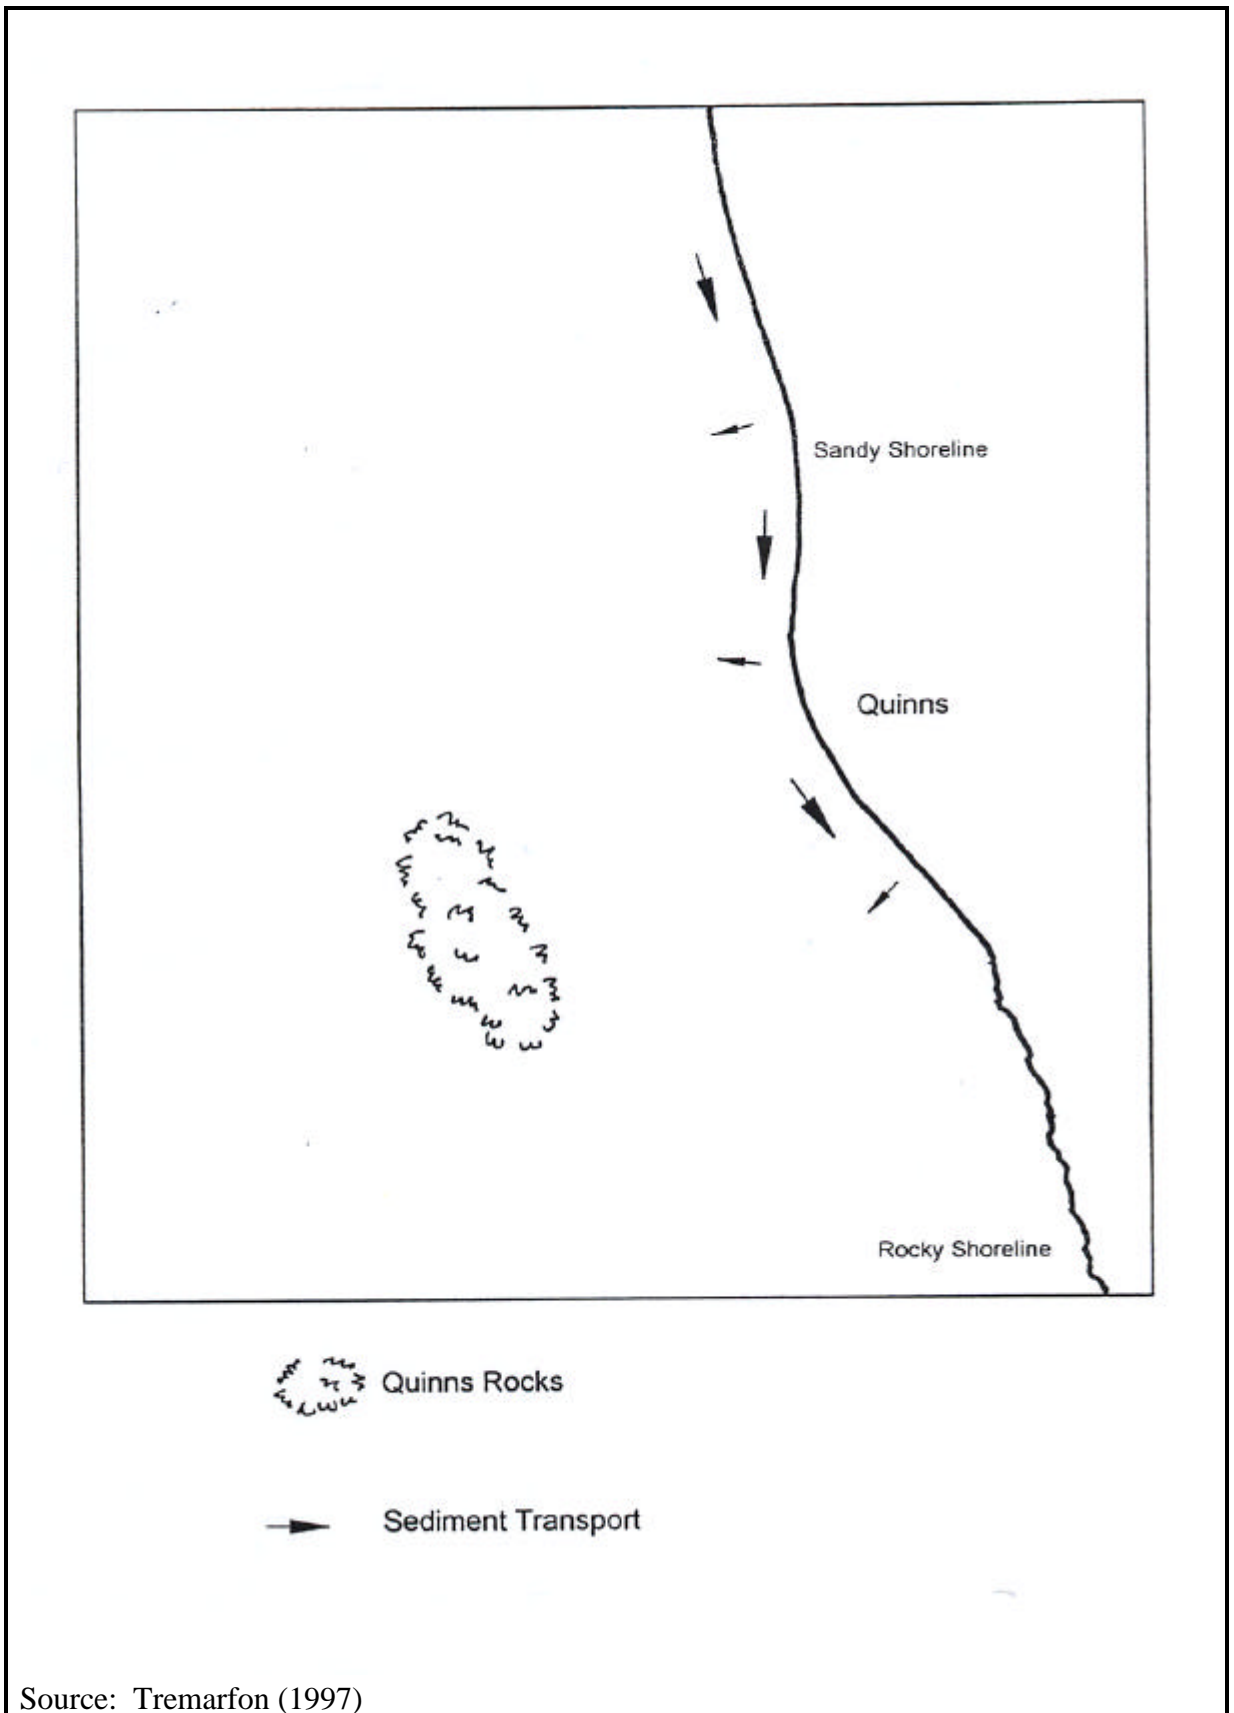 Sandy Shoreline
Quinns
Rocky Shoreline
Quinns Rocks
Sediment Transport
Source: Tremarfon (1997)